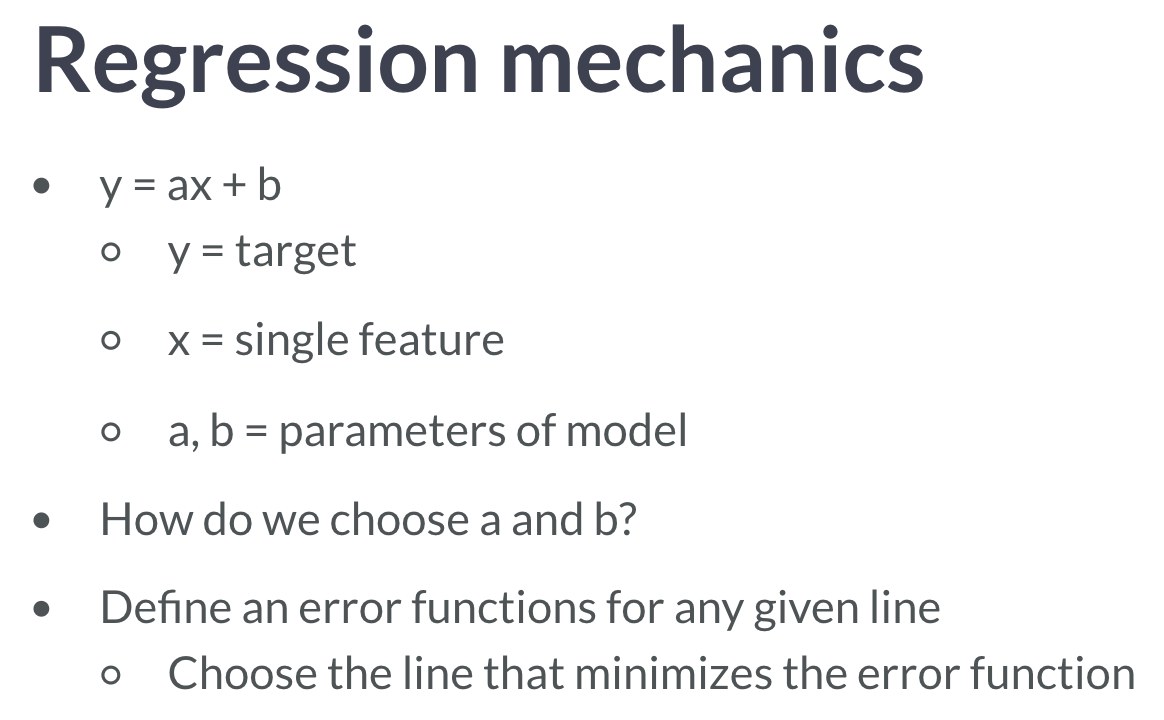 Regression mechanics
• y = ax + b
○ y = target
○ x = single feature
○ a, b = parameters of model
• How do we choose a and b?
• Define an error functions for any given line
○ Choose the line that minimizes the error function